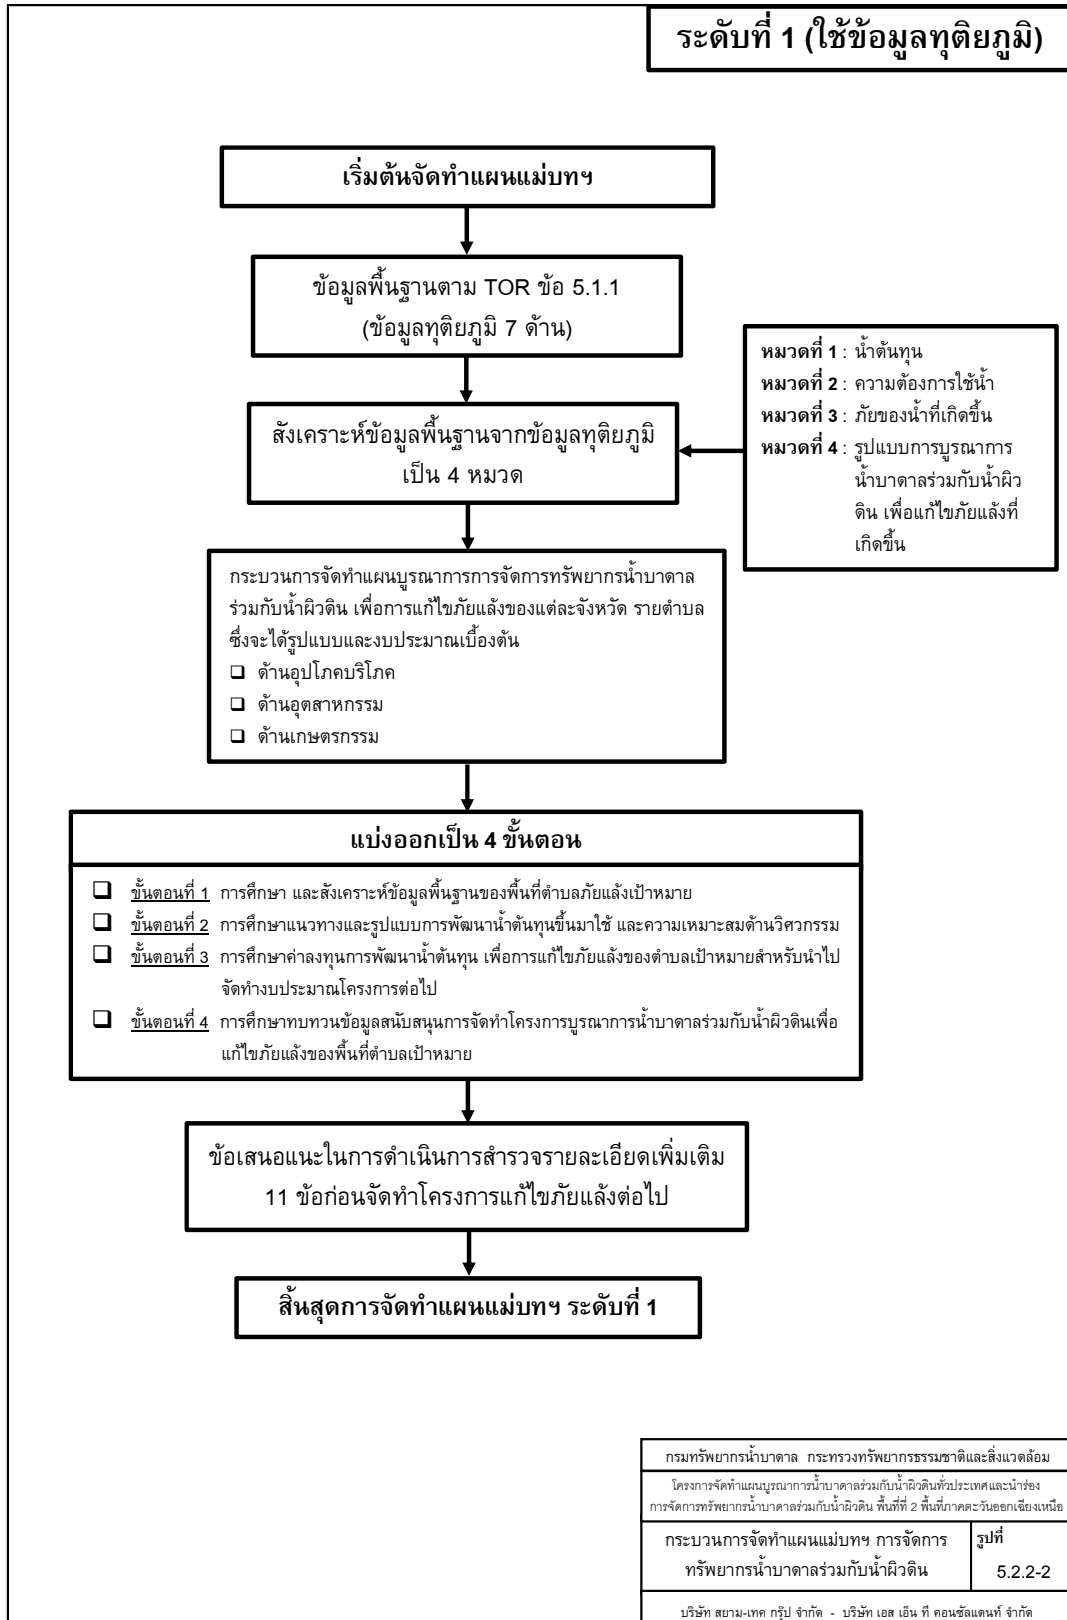 ระดับที่ 1 (ใช้ข้อมูลทุติยภูมิ)
เริ่มต้นจัดทำแผนแม่บทฯ
ข้อมูลพื้นฐานตาม TOR ข้อ 5.1.1
(ข้อมูลทุติยภูมิ 7 ด้าน)
สังเคราะห์ข้อมูลพื้นฐานจากข้อมูลทุติยภูมิ
เป็น 4 หมวด
หมวดที่ 1 : น้ำต้นทุน
หมวดที่ 2 : ความต้องการใช้น้ำ
หมวดที่ 3 : ภัยของน้ำที่เกิดขึ้น
หมวดที่ 4 : รูปแบบการบูรณาการ
น้ำบาดาลร่วมกับน้ำผิว
ดิน เพื่อแก้ไขภัยแล้งที่
เกิดขึ้น
กระบวนการจัดทำแผนบูรณาการการจัดการทรัพยากรน้ำบาดาล
ร่วมกับน้ำผิวดิน เพื่อการแก้ไขภัยแล้งของแต่ละจังหวัด รายตำบล
ซึ่งจะได้รูปแบบและงบประมาณเบื้องต้น
❑ ด้านอุปโภคบริโภค
❑ ด้านอุตสาหกรรม
❑ ด้านเกษตรกรรม
แบ่งออกเป็น 4 ขั้นตอน
❑ ขั้นตอนที่ 1 การศึกษา และสังเคราะห์ข้อมูลพื้นฐานของพื้นที่ตำบลภัยแล้งเป้าหมาย
❑ ขั้นตอนที่ 2 การศึกษาแนวทางและรูปแบบการพัฒนาน้ำต้นทุนขึ้นมาใช้ และความเหมาะสมด้านวิศวกรรม
❑ ขั้นตอนที่ 3 การศึกษาค่าลงทุนการพัฒนาน้ำต้นทุน เพื่อการแก้ไขภัยแล้งของตำบลเป้าหมายสำหรับนำไป
จัดทำงบประมาณโครงการต่อไป
❑ ขั้นตอนที่ 4 การศึกษาทบทวนข้อมูลสนับสนุนการจัดทำโครงการบูรณาการน้ำบาดาลร่วมกับน้ำผิวดินเพื่อ
แก้ไขภัยแล้งของพื้นที่ตำบลเป้าหมาย
ข้อเสนอแนะในการดำเนินการสำรวจรายละเอียดเพิ่มเติม
11 ข้อก่อนจัดทำโครงการแก้ไขภัยแล้งต่อไป
สิ้นสุดการจัดทำแผนแม่บทฯ ระดับที่ 1
กรมทรัพยากรน้ำบาดาล กระทรวงทรัพยากรธรรมชาติและสิ่งแวดล้อม
โครงการจัดทำแผนบูรณาการน้ำบาดาลร่วมกับน้ำผิวดินทั่วประเทศและนำร่อง
การจัดการทรัพยากรน้ำบาดาลร่วมกับน้ำผิวดิน พื้นที่ที่ 2 พื้นที่ภาคตะวันออกเฉียงเหนือ
กระบวนการจัดทำแผนแม่บทฯ การจัดการ
ทรัพยากรน้ำบาดาลร่วมกับน้ำผิวดิน
รูปที่
5.2.2-2
บริษัท สยาม-เทค กรุ๊ป จำกัด - บริษัท เอส เอ็น ที คอนซัลแตนท์ จำกัด